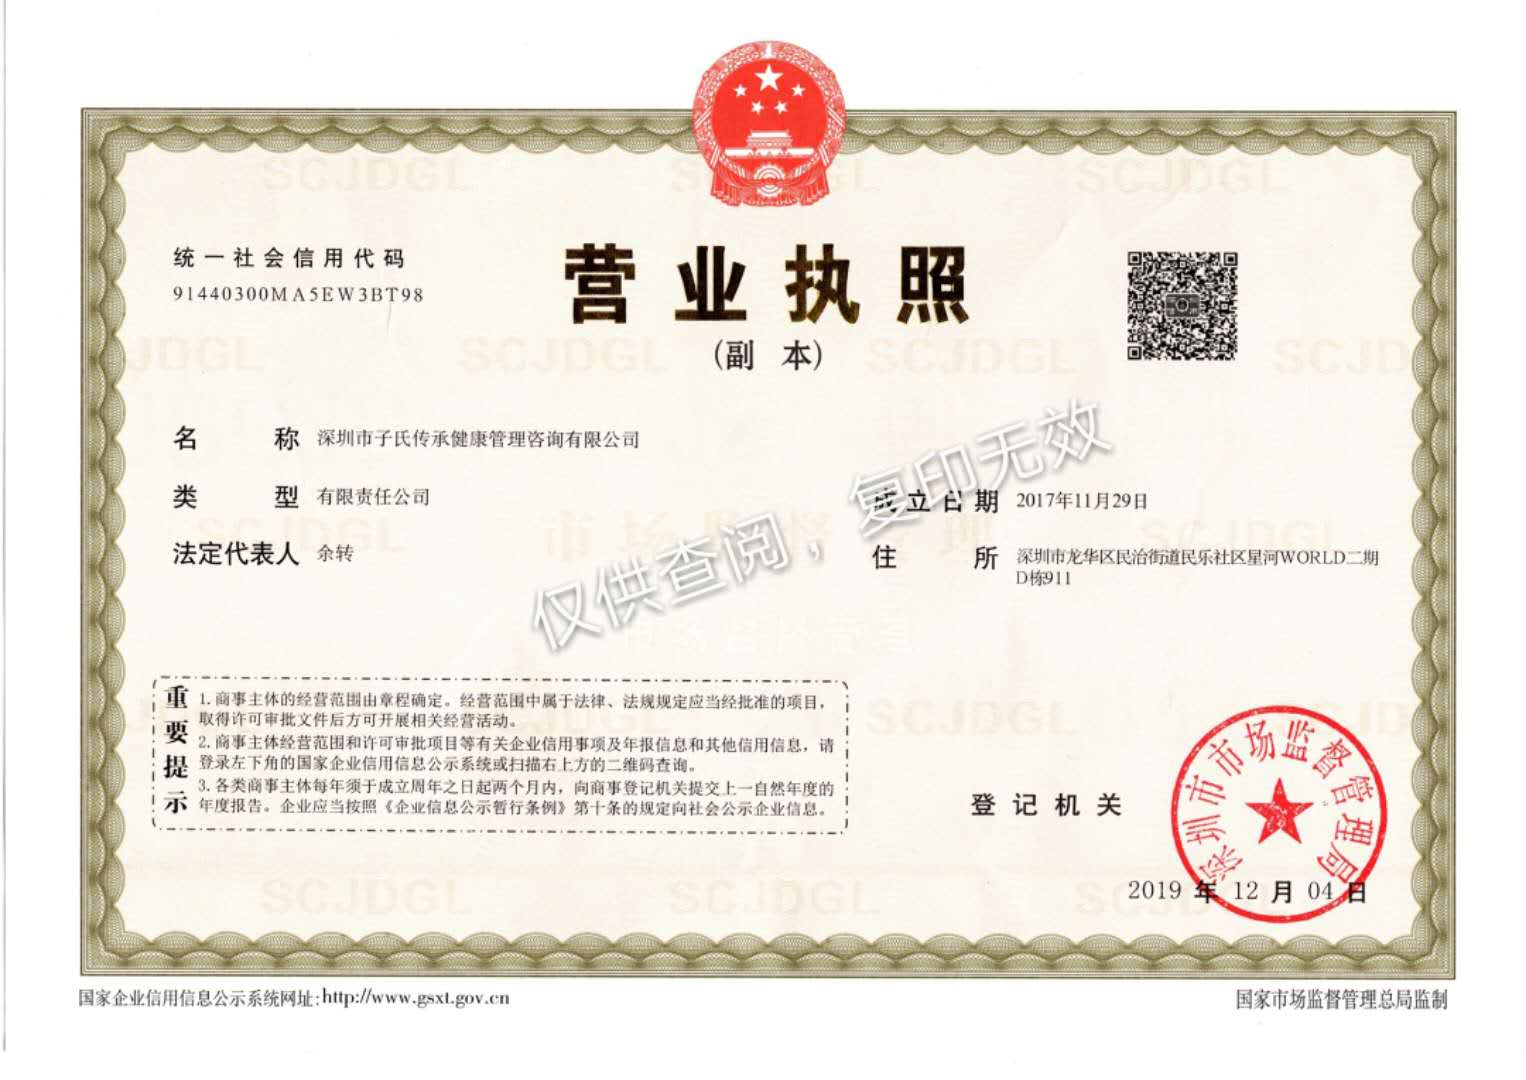 统一社会信用代码
91440300MA5EW3BT98
营业执照
(副 本)
名 称 深圳市子氏传承健康管理咨询有限公司
类 型 有限责任公司
法定代表人 余转
成立日期 2017年11月29日
住 所 深圳市龙华区民治街道民乐社区星河WORLD二期
D栋911
仅供查阅，复印无效
重要提示
1.商事主体的经营范围由章程确定。经营范围中属于法律、法规规定应当经批准的项目，
取得许可审批文件后方可开展相关经营活动。
2.商事主体经营范围和许可审批项目等有关企业信用事项及年报信息和其他信用信息，请
登录左下角的国家企业信用信息公示系统或扫描右上方的二维码查询。
3.各类商事主体每年须于成立周年之日起两个月内，向商事登记机关提交上一自然年度的
年度报告。企业应当按照《企业信息公示暂行条例》第十条的规定向社会公示企业信息。
登记机关
深圳市市场监督管理局
2019 年 12 月 04 日
国家企业信用信息公示系统网址:http://www.gsxt.gov.cn
国家市场监督管理总局监制
SCJDGL